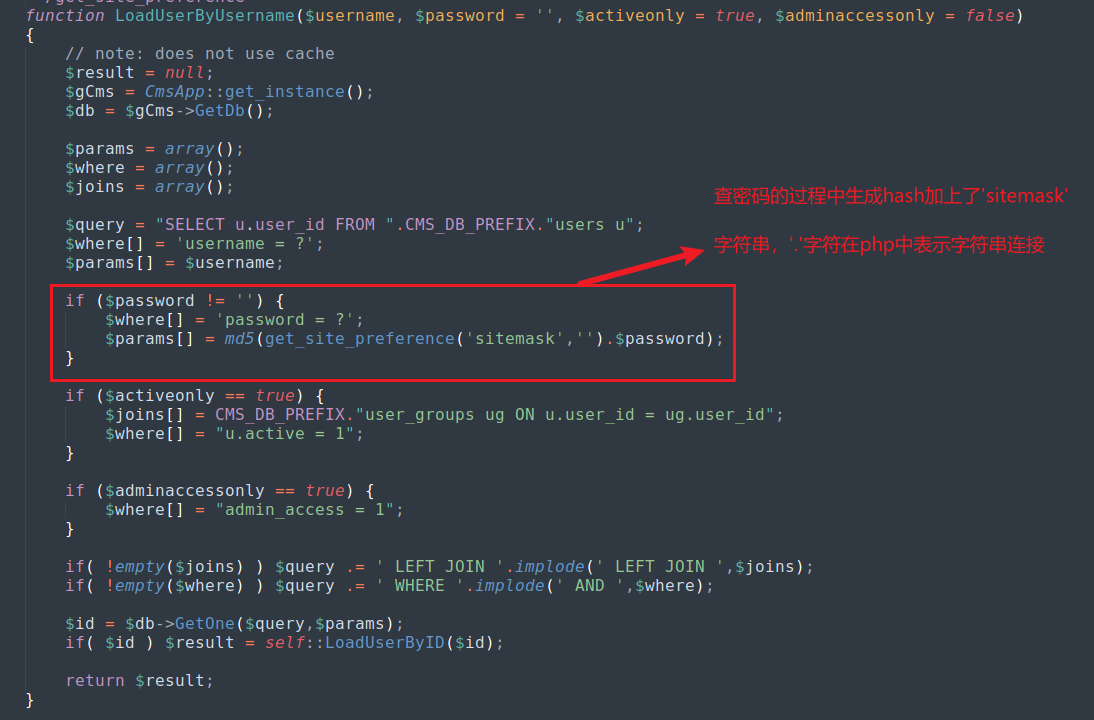 /get_site_preference
function LoadUserByUsername($username, $password = '', $activeonly = true, $adminaccessonly = false)
{
// note: does not use cache
$result = null;
$gCms = CmsApp::get_instance();
$db = $gCms->GetDb();
$params = array();
$where = array();
$joins = array();
$query = "SELECT u.user_id FROM ".CMS_DB_PREFIX."users u";
$where[] = 'username = ?';
$params[] = $username;
查密码的过程中生成hash加上了'sitemask'
字符串，'.'字符在php中表示字符串连接
if ($password != '') {
$where[] = 'password = ?';
$params[] = md5(get_site_preference('sitemask','').$password);
}
if ($activeonly == true) {
$joins[] = CMS_DB_PREFIX."user_groups ug ON u.user_id = ug.user_id";
$where[] = "u.active = 1";
}
if ($adminaccessonly == true) {
$where[] = "admin_access = 1";
}
if( !empty($joins) ) $query .= ' LEFT JOIN '.implode(' LEFT JOIN ',$joins);
if( !empty($where) ) $query .= ' WHERE '.implode(' AND ',$where);
$id = $db->GetOne($query,$params);
if( $id ) $result = self::LoadUserByID($id);
return $result;
}